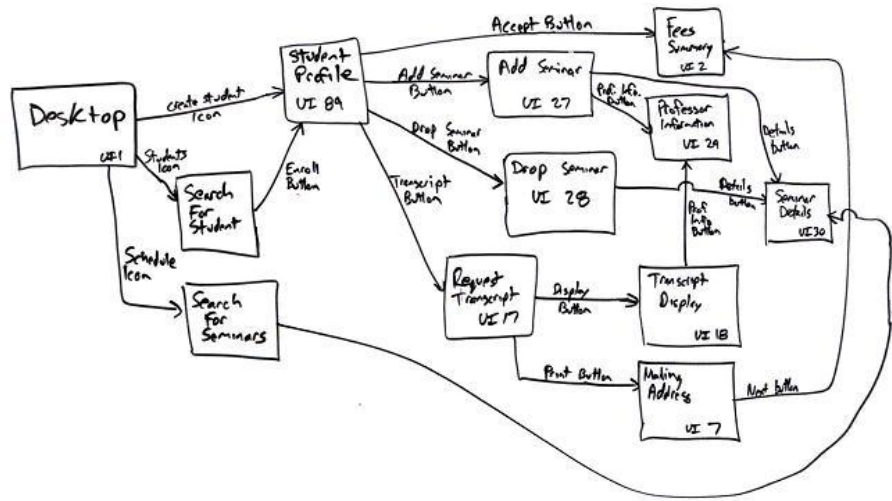 Desktop
UI 1
Create Student
Icon
Students
Icon
Schedule
Icon
Search
For
Student
Search
For
Seminars
Enroll
Button
Student
Profile
UI 89
Accept Button
Add Seminar
Button
Drop Seminar
Button
Transcript
Button
Fees
Summary
UI 2
Add Seminar
UI 27
Prof. Info.
Button
Professor
Information
UI 29
Details
Button
Drop Seminar
UI 28
Details
Button
Seminar
Details
UI 30
Prof
Info
Button
Request
Transcript
UI 17
Display
Button
Transcript
Display
UI 18
Print Button
Mailing
Address
UI 7
Next Button